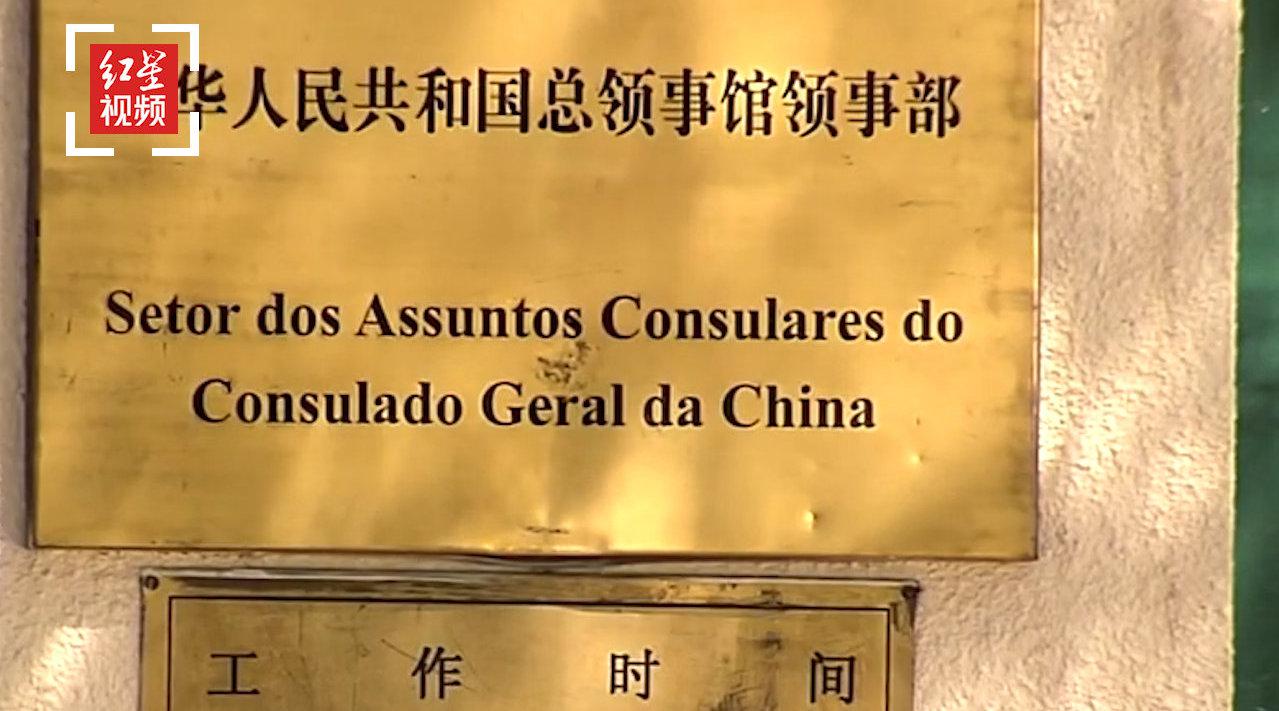 红星
视频
华人民共和国总领事馆领事部
Setor dos Assuntos Consulares do
Consulado Geral da China
工作时间